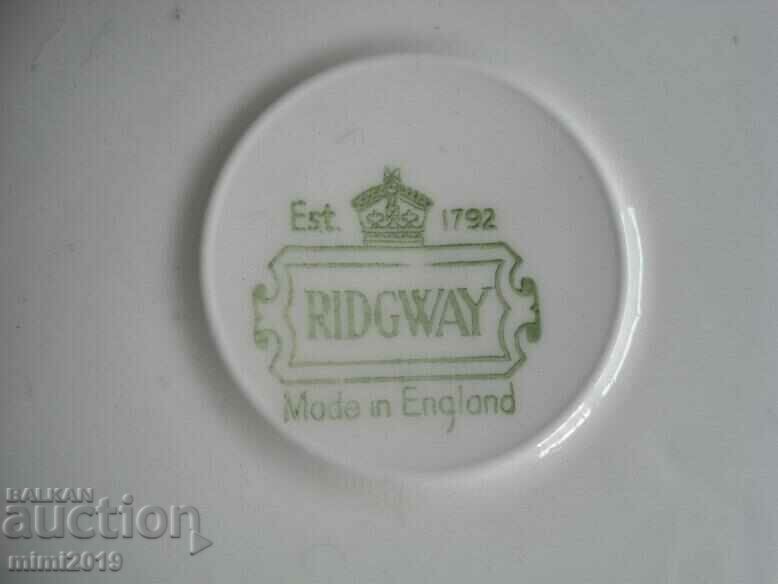 Est. 1792
RIDGWAY
Made in England
BALKAN
auction
mimi2019